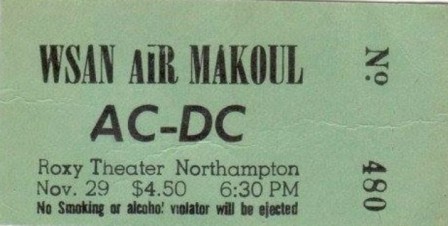 WSAN AIR MAKOUL
AC-DC
Roxy Theater Northampton
Nov. 29 $4.50 6:30 PM
No Smoking or alcohol violator will be ejected
No. 480